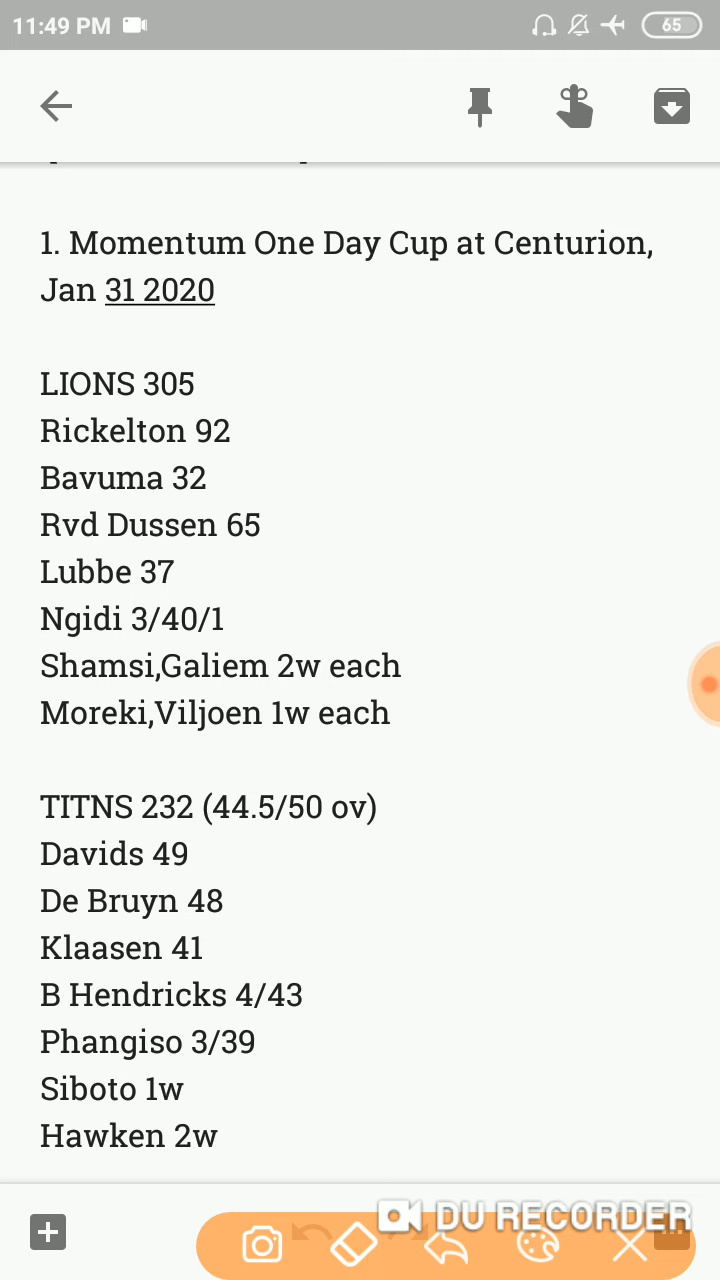 11:49 PM
65
1. Momentum One Day Cup at Centurion,
Jan 31 2020
LIONS 305
Rickelton 92
Bavuma 32
Rvd Dussen 65
Lubbe 37
Ngidi 3/40/1
Shamsi,Galiem 2w each
Moreki,Viljoen 1w each
TITNS 232 (44.5/50 ov)
Davids 49
De Bruyn 48
Klaasen 41
B Hendricks 4/43
Phangiso 3/39
Siboto 1w
Hawken 2w
DU RECORDER